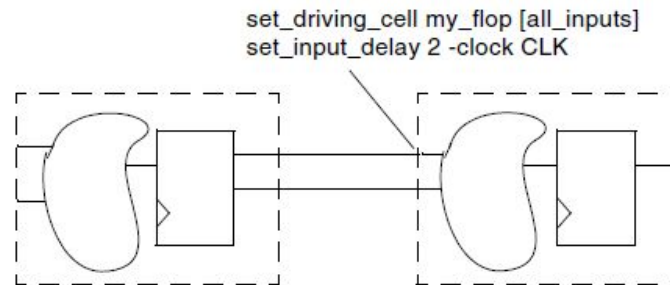 set_driving_cell my_flop [all_inputs]
set_input_delay 2 -clock CLK